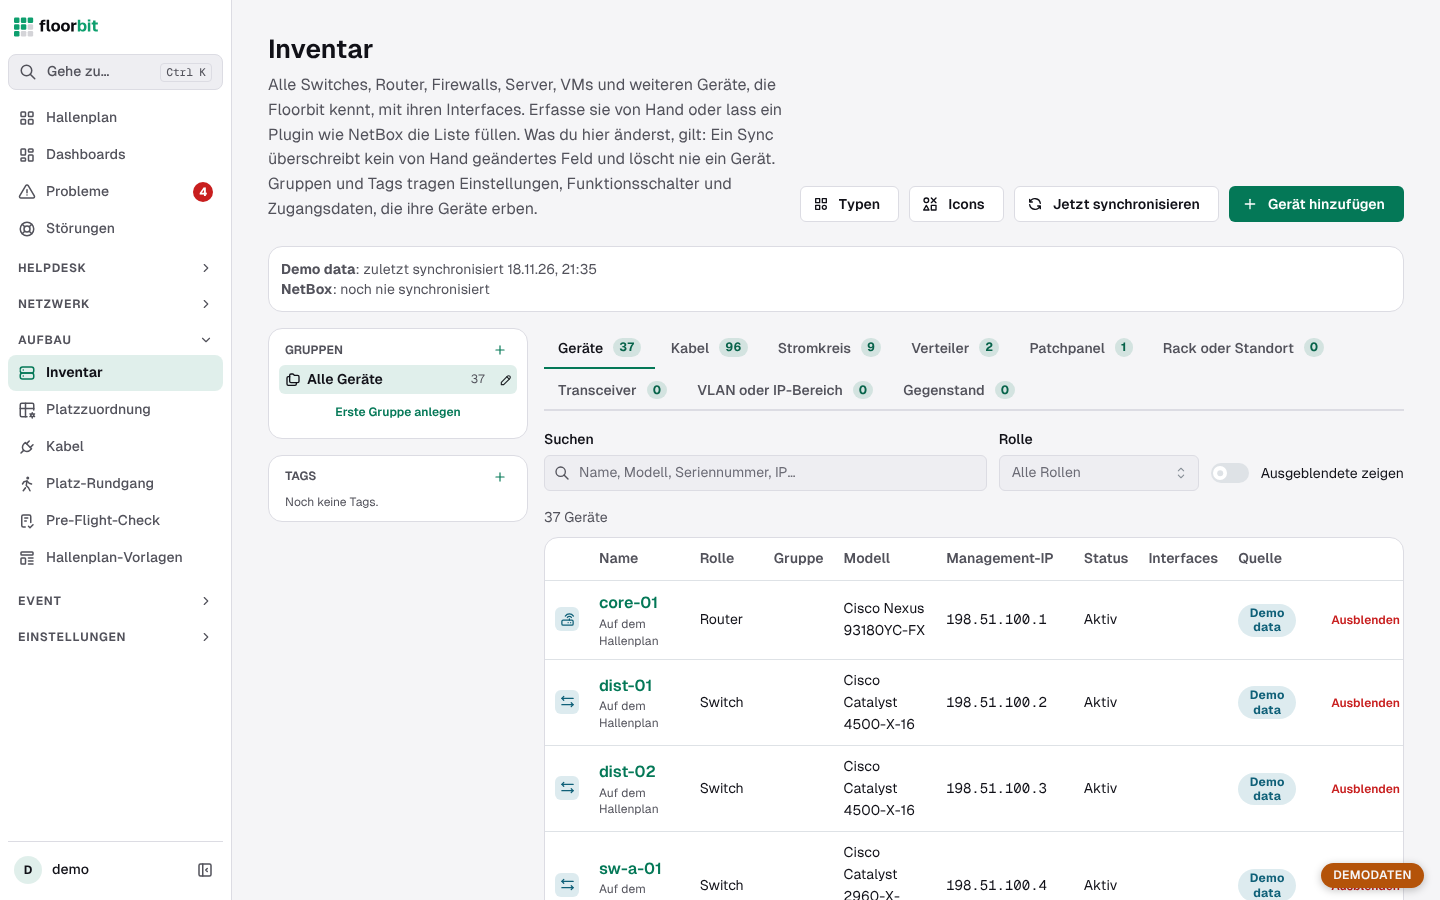 floorbit
Gehe zu...
Ctrl K
Hallenplan
Dashboards
Probleme
4
Störungen
HELPDESK
NETZWERK
AUFBAU
Inventar
Platzzuordnung
Kabel
Platz-Rundgang
Pre-Flight-Check
Hallenplan-Vorlagen
EVENT
EINSTELLUNGEN
D
demo
Inventar
Alle Switches, Router, Firewalls, Server, VMs und weiteren Geräte, die
Floorbit kennt, mit ihren Interfaces. Erfasse sie von Hand oder lass ein
Plugin wie NetBox die Liste füllen. Was du hier änderst, gilt: Ein Sync
überschreibt kein von Hand geändertes Feld und löscht nie ein Gerät.
Gruppen und Tags tragen Einstellungen, Funktionsschalter und
Zugangsdaten, die ihre Geräte erben.
Typen
Icons
Jetzt synchronisieren
Gerät hinzufügen
Demo data: zuletzt synchronisiert 18.11.26, 21:35
NetBox: noch nie synchronisiert
GRUPPEN
Alle Geräte 37
Erste Gruppe anlegen
TAGS
Noch keine Tags.
Geräte 37 Kabel 96 Stromkreis 9 Verteiler 2 Patchpanel 1 Rack oder Standort 0
Transceiver 0 VLAN oder IP-Bereich 0 Gegenstand 0
Suchen
Name, Modell, Seriennummer, IP...
Rolle
Alle Rollen
Ausgeblendete zeigen
37 Geräte
Name Rolle Gruppe Modell Management-IP Status Interfaces Quelle
core-01
Auf dem
Hallenplan
Router
Cisco Nexus
93180YC-FX
198.51.100.1
Aktiv
Demo
data
Ausblenden
dist-01
Auf dem
Hallenplan
Switch
Cisco
Catalyst
4500-X-16
198.51.100.2
Aktiv
Demo
data
Ausblenden
dist-02
Auf dem
Hallenplan
Switch
Cisco
Catalyst
4500-X-16
198.51.100.3
Aktiv
Demo
data
Ausblenden
sw-a-01
Auf dem
Switch
Cisco
Catalyst
2960-X-
198.51.100.4
Aktiv
Demo
data
DEMODATEN